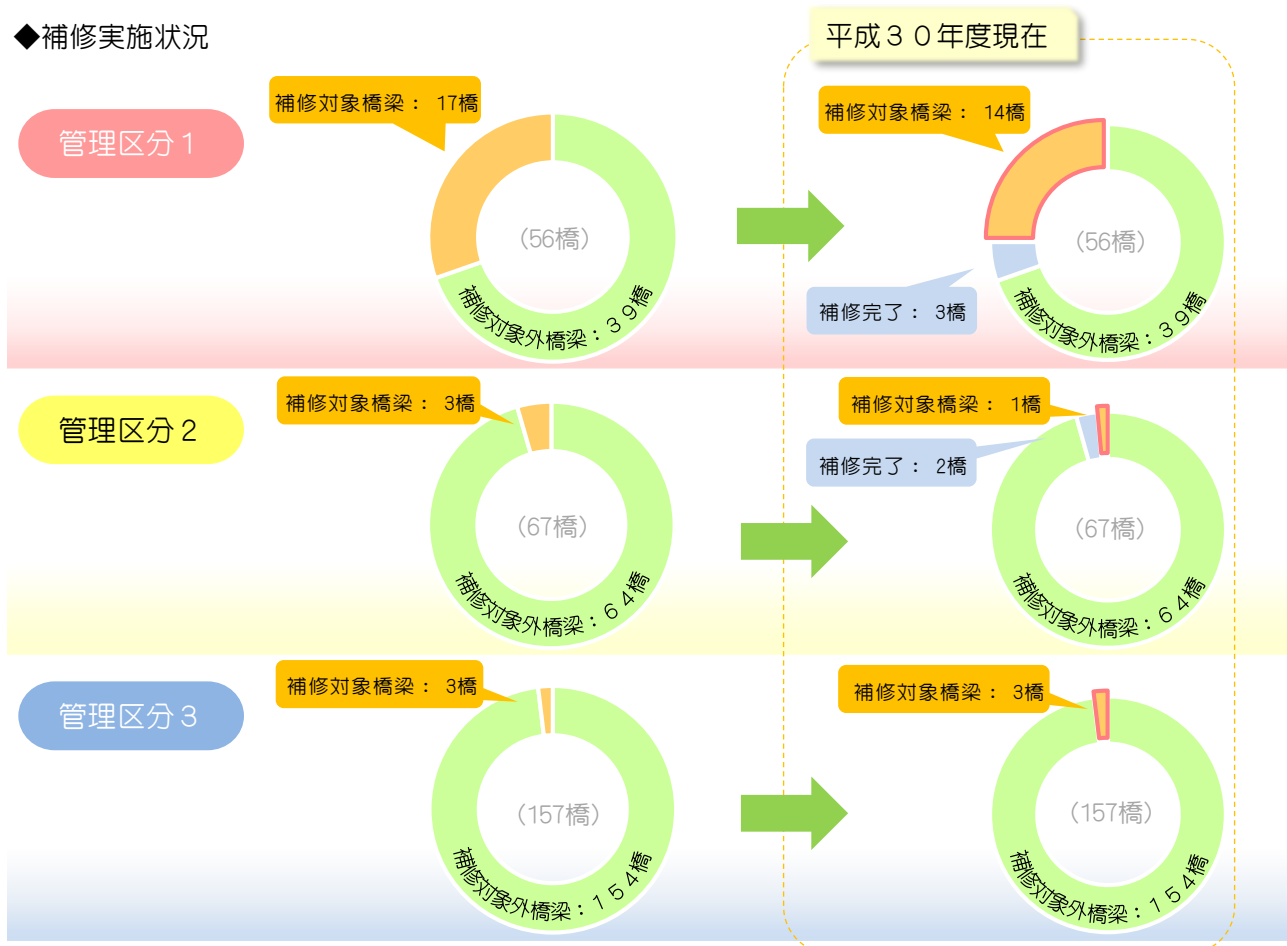 ◆補修実施状況
平成３０年度現在
管理区分１
補修対象橋梁： 17橋
(56橋)
補修対象外橋梁：３９橋
補修対象橋梁： 14橋
(56橋)
補修完了： 3橋
補修対象外橋梁：３９橋
管理区分２
補修対象橋梁： 3橋
(67橋)
補修対象外橋梁：６４橋
補修対象橋梁： 1橋
補修完了： 2橋
(67橋)
補修対象外橋梁：６４橋
管理区分３
補修対象橋梁： 3橋
(157橋)
補修対象外橋梁：１５４橋
補修対象橋梁： 3橋
(157橋)
補修対象外橋梁：１５４橋